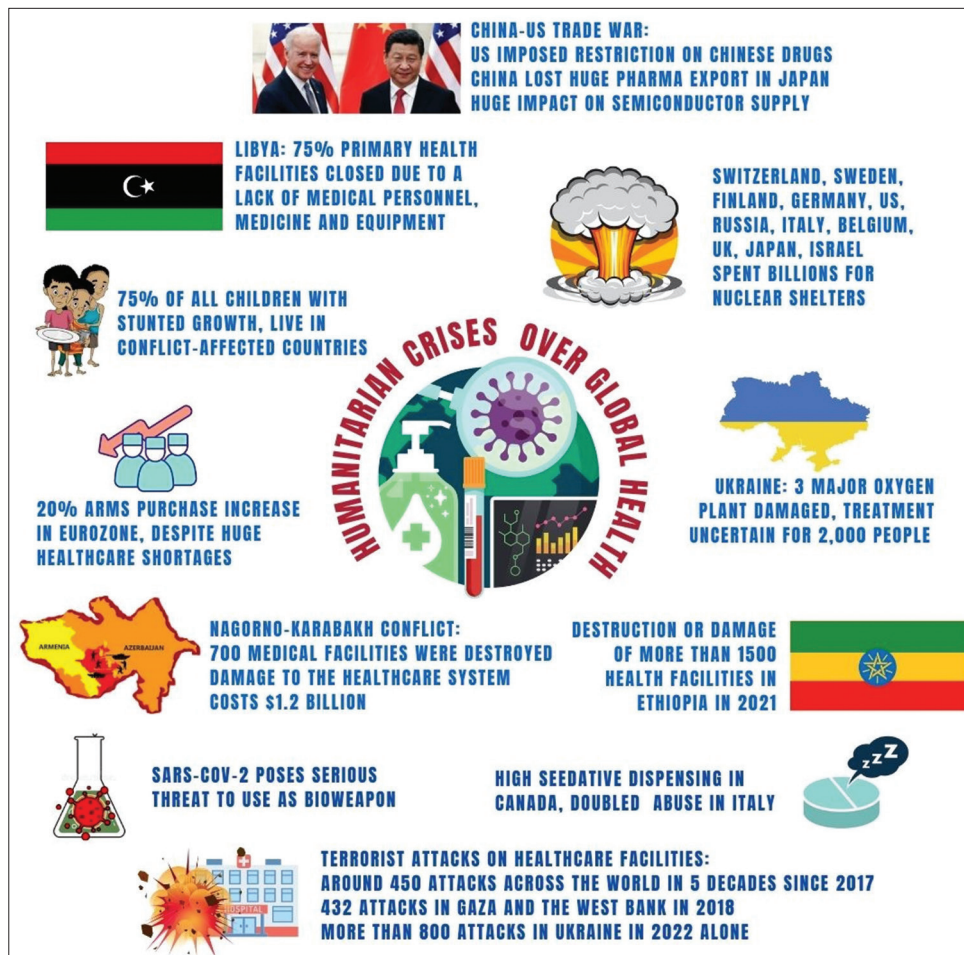 CHINA-US TRADE WAR:
US IMPOSED RESTRICTION ON CHINESE DRUGS
CHINA LOST HUGE PHARMA EXPORT IN JAPAN
HUGE IMPACT ON SEMICONDUCTOR SUPPLY
LIBYA: 75% PRIMARY HEALTH
FACILITIES CLOSED DUE TO A
LACK OF MEDICAL PERSONNEL,
MEDICINE AND EQUIPMENT
SWITZERLAND, SWEDEN,
FINLAND, GERMANY, US,
RUSSIA, ITALY, BELGIUM,
UK, JAPAN, ISRAEL
SPENT BILLIONS FOR
NUCLEAR SHELTERS
75% OF ALL CHILDREN WITH
STUNTED GROWTH, LIVE IN
CONFLICT-AFFECTED COUNTRIES
HUMANITARIAN CRISES OVER GLOBAL HEALTH
20% ARMS PURCHASE INCREASE
IN EUROZONE, DESPITE HUGE
HEALTHCARE SHORTAGES
UKRAINE: 3 MAJOR OXYGEN
PLANT DAMAGED, TREATMENT
UNCERTAIN FOR 2,000 PEOPLE
ARMENIA
AZERBAIJAN
NAGORNO-KARABAKH CONFLICT:
700 MEDICAL FACILITIES WERE DESTROYED
DAMAGE TO THE HEALTHCARE SYSTEM
COSTS $1.2 BILLION
DESTRUCTION OR DAMAGE
OF MORE THAN 1500
HEALTH FACILITIES IN
ETHIOPIA IN 2021
SARS-COV-2 POSES SERIOUS
THREAT TO USE AS BIOWEAPON
HIGH SEEDATIVE DISPENSING IN
CANADA, DOUBLED ABUSE IN ITALY
zzZ
HOSPITAL
TERRORIST ATTACKS ON HEALTHCARE FACILITIES:
AROUND 450 ATTACKS ACROSS THE WORLD IN 5 DECADES SINCE 2017
432 ATTACKS IN GAZA AND THE WEST BANK IN 2018
MORE THAN 800 ATTACKS IN UKRAINE IN 2022 ALONE